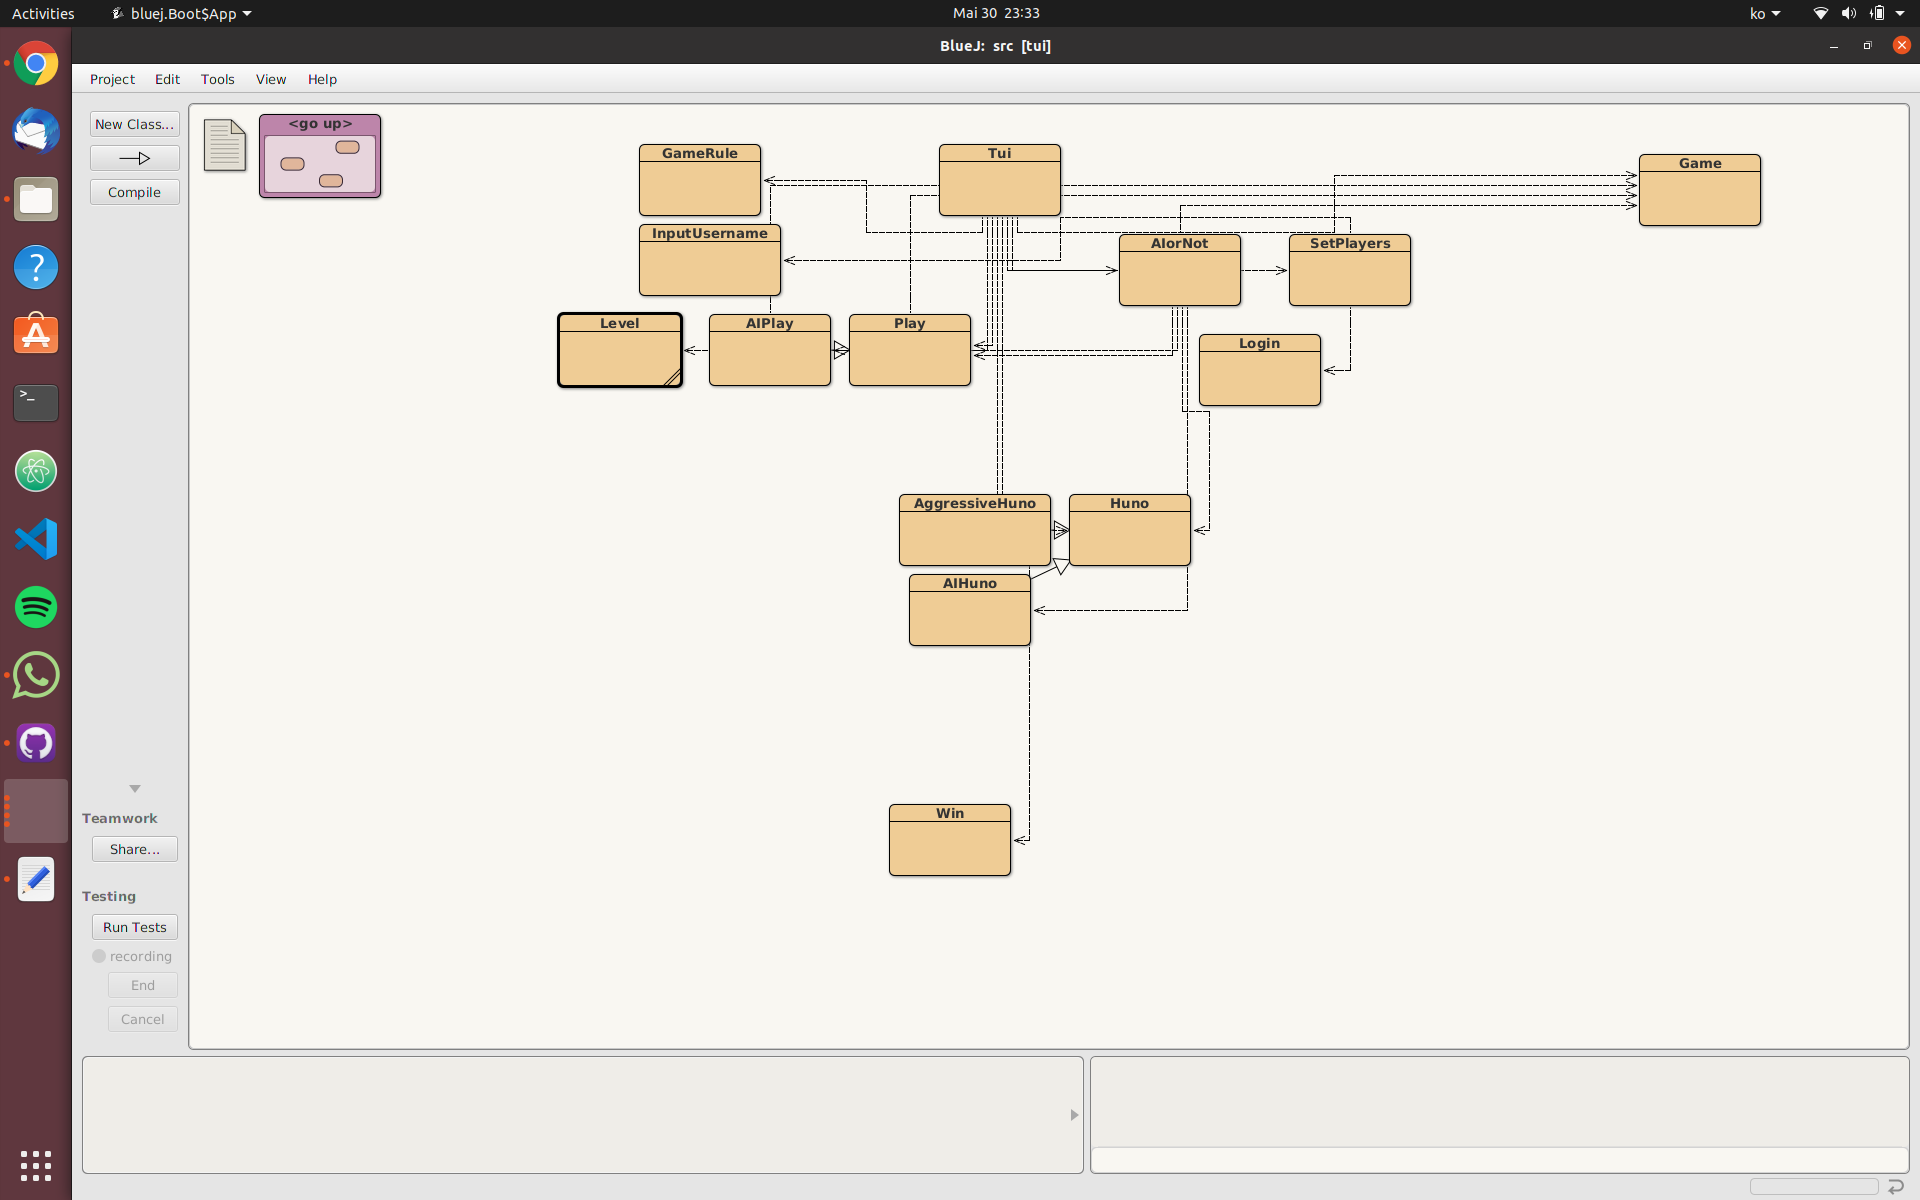 Activities
bluej.Boot$App
Mai 30 23:33
ko
BlueJ: src [tui]
Project Edit Tools View Help
New Class...
Compile
<go up>
GameRule
Tui
Game
InputUsername
AIorNot
SetPlayers
Level
AIPlay
Play
Login
AggressiveHuno
Huno
AIHuno
Win
Teamwork
Share...
Testing
Run Tests
recording
End
Cancel